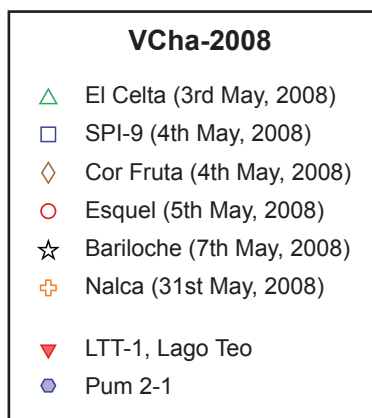 VCha-2008
El Celta (3rd May, 2008)
SPI-9 (4th May, 2008)
Cor Fruta (4th May, 2008)
Esquel (5th May, 2008)
Bariloche (7th May, 2008)
Nalca (31st May, 2008)
LTT-1, Lago Teo
Pum 2-1